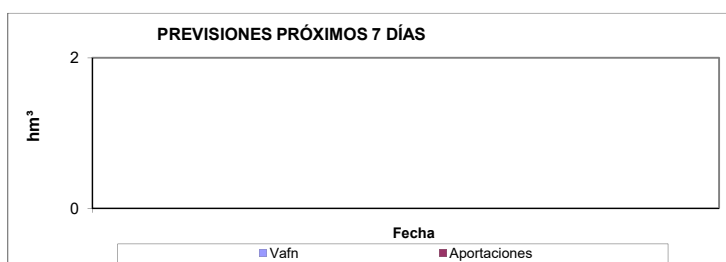 PREVISIONES PRÓXIMOS 7 DÍAS
2
hm³
0
Fecha
Vafn Aportaciones